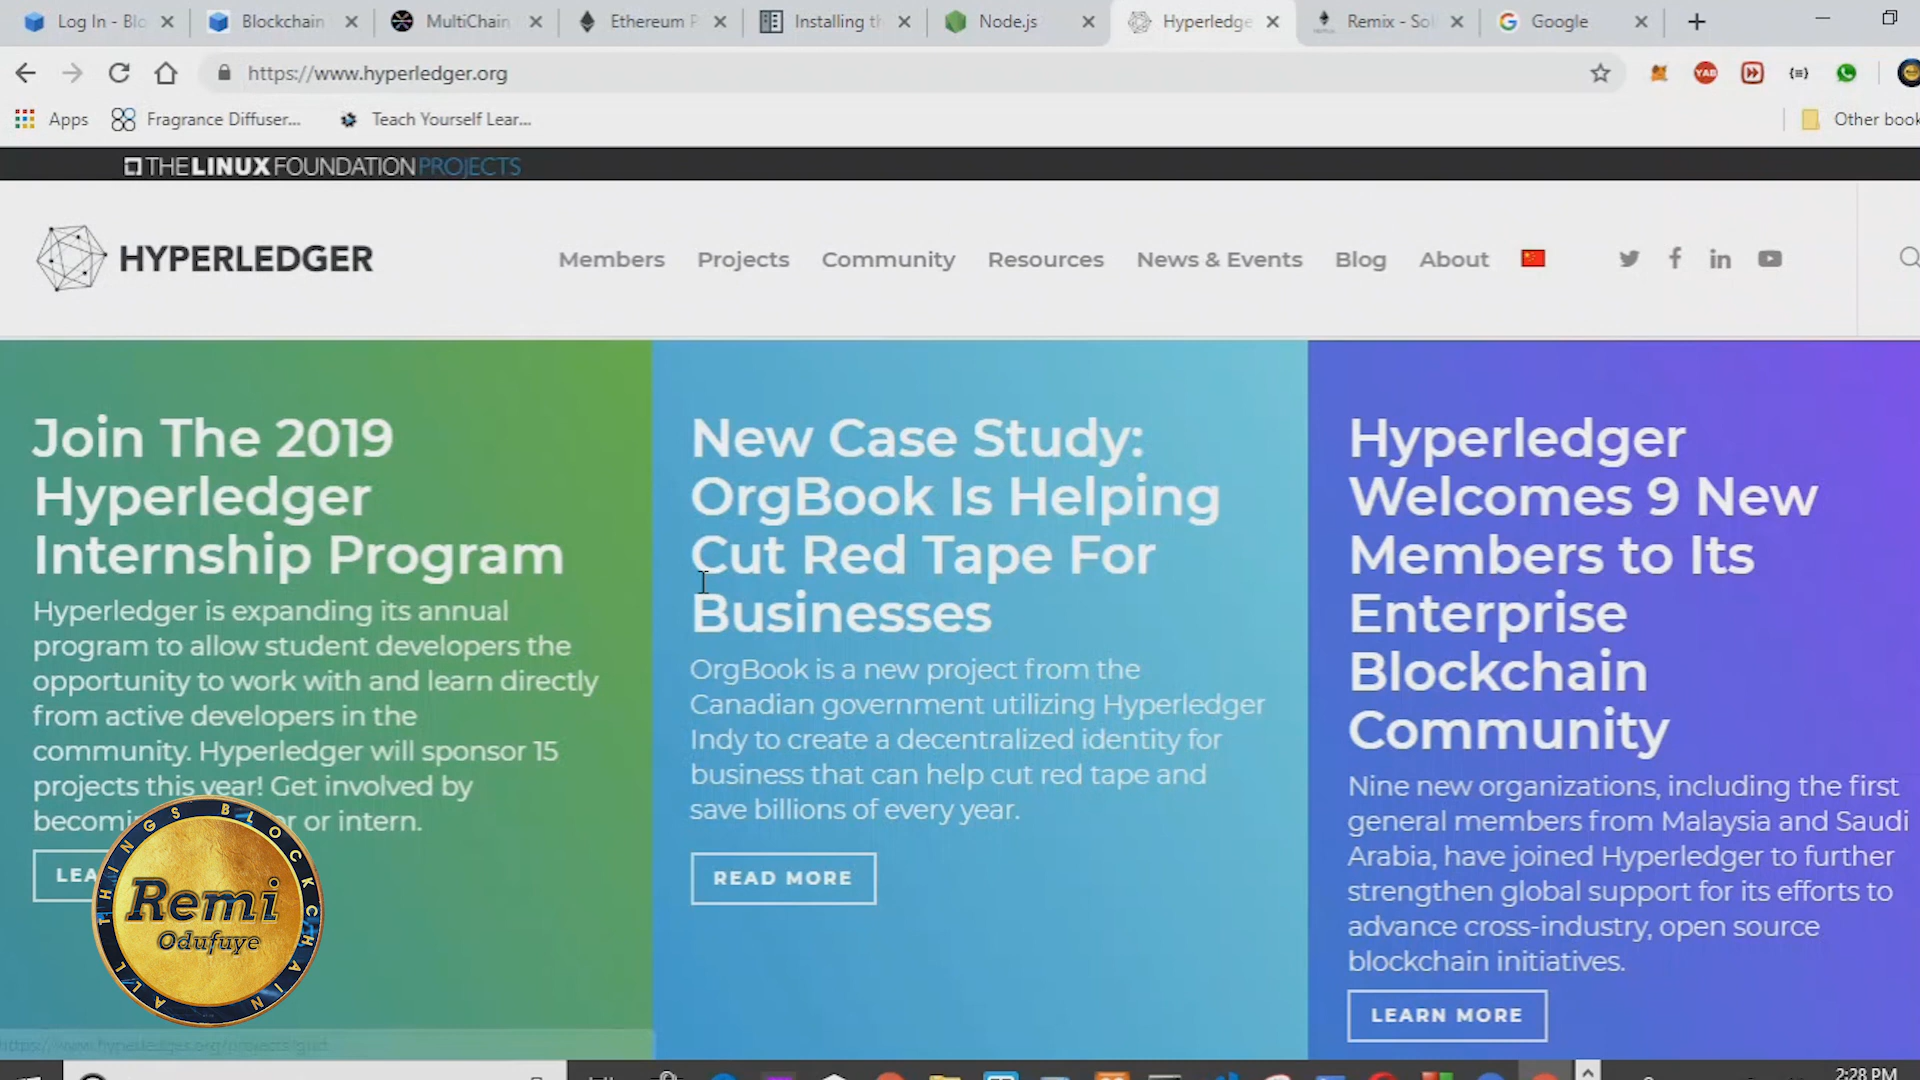 Log In - Blo
Blockchain
MultiChain
Ethereum P
Installing th
Node.js
Hyperledge
Remix - Sol
Google
https://www.hyperledger.org
Apps
Fragrance Diffuser...
Teach Yourself Lear...
Other book
THE LINUX FOUNDATION PROJECTS
HYPERLEDGER
Members
Projects
Community
Resources
News & Events
Blog
About
Join The 2019
Hyperledger
Internship Program
Hyperledger is expanding its annual
program to allow student developers the
opportunity to work with and learn directly
from active developers in the
community. Hyperledger will sponsor 15
projects this year! Get involved by
or intern.
LEA
New Case Study:
OrgBook Is Helping
Cut Red Tape For
Businesses
OrgBook is a new project from the
Canadian government utilizing Hyperledger
Indy to create a decentralized identity for
business that can help cut red tape and
save billions of every year.
READ MORE
Hyperledger
Welcomes 9 New
Members to Its
Enterprise
Blockchain
Community
Nine new organizations, including the first
general members from Malaysia and Saudi
Arabia, have joined Hyperledger to further
strengthen global support for its efforts to
advance cross-industry, open source
blockchain initiatives.
LEARN MORE
ALL THINGS BLOCKCHAIN
Remi
Odufuye
2:28 PM